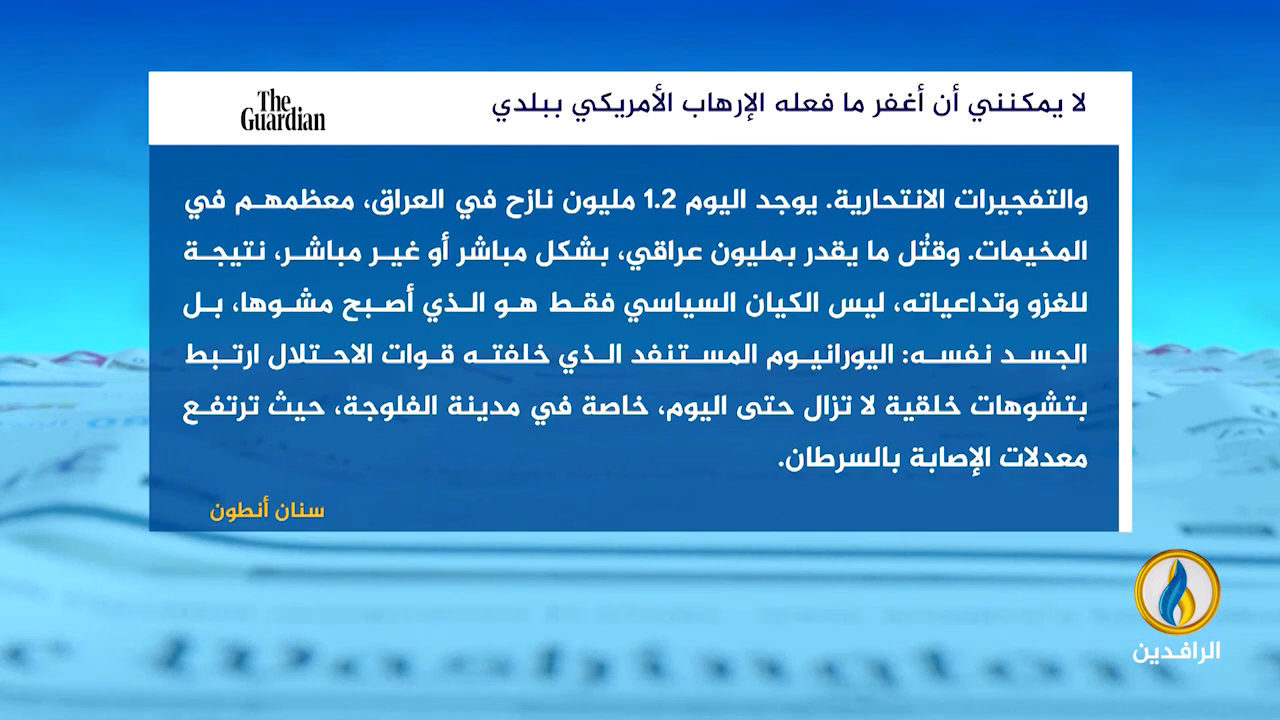 The
Guardian
لا يمكنني أن أغفر ما فعله الإرهاب الأمريكي ببلدي
والتفجيرات الانتحارية. يوجد اليوم 1.2 مليون نازح في العراق، معظمهم في
المخيمات. وقتُل ما يقدر بمليون عراقي، بشكل مباشر أو غير مباشر، نتيجة
للغزو وتداعياته، ليس الكيان السياسي فقط هو الذي أصبح مشوها، بل
الجسد نفسه: اليورانيوم المستنفد الذي خلفته قوات الاحتلال ارتبط
بتشوهات خلقية لا تزال حتى اليوم، خاصة في مدينة الفلوجة، حيث ترتفع
معدلات الإصابة بالسرطان.
سنان أنطون
الرافدين